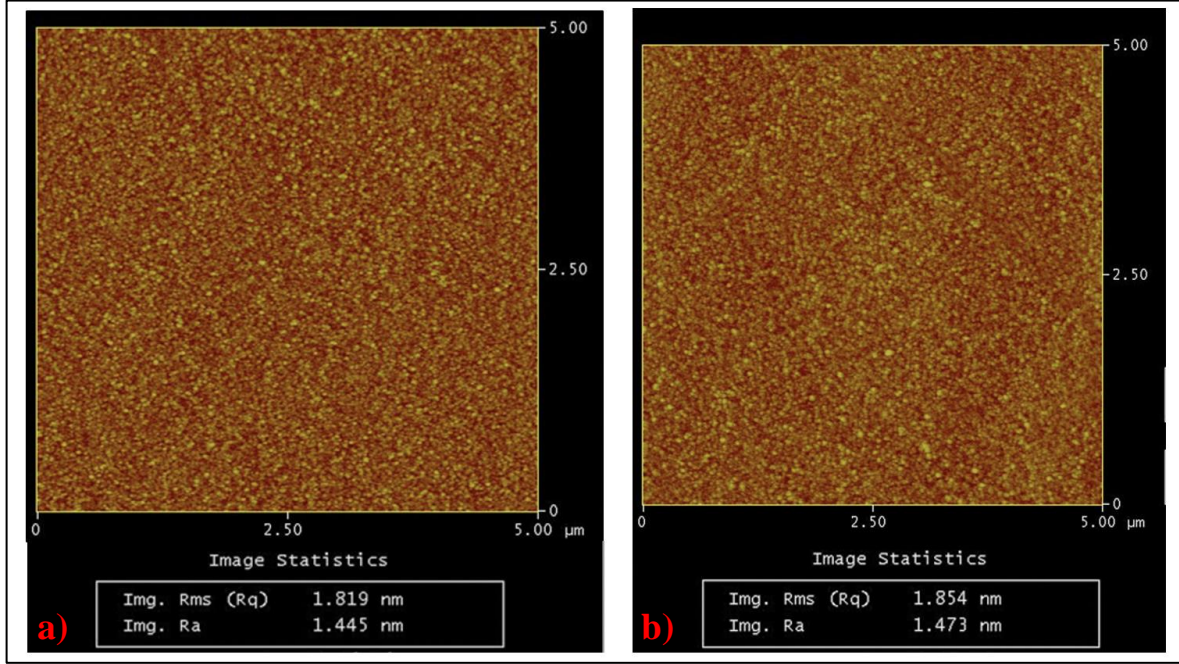 5.00
2.50
0
0 2.50 5.00 µm
Image Statistics
Img. Rms (Rq) 1.819 nm
Img. Ra 1.445 nm
a)
5.00
2.50
0
0 2.50 5.00 µm
Image Statistics
Img. Rms (Rq) 1.854 nm
Img. Ra 1.473 nm
b)